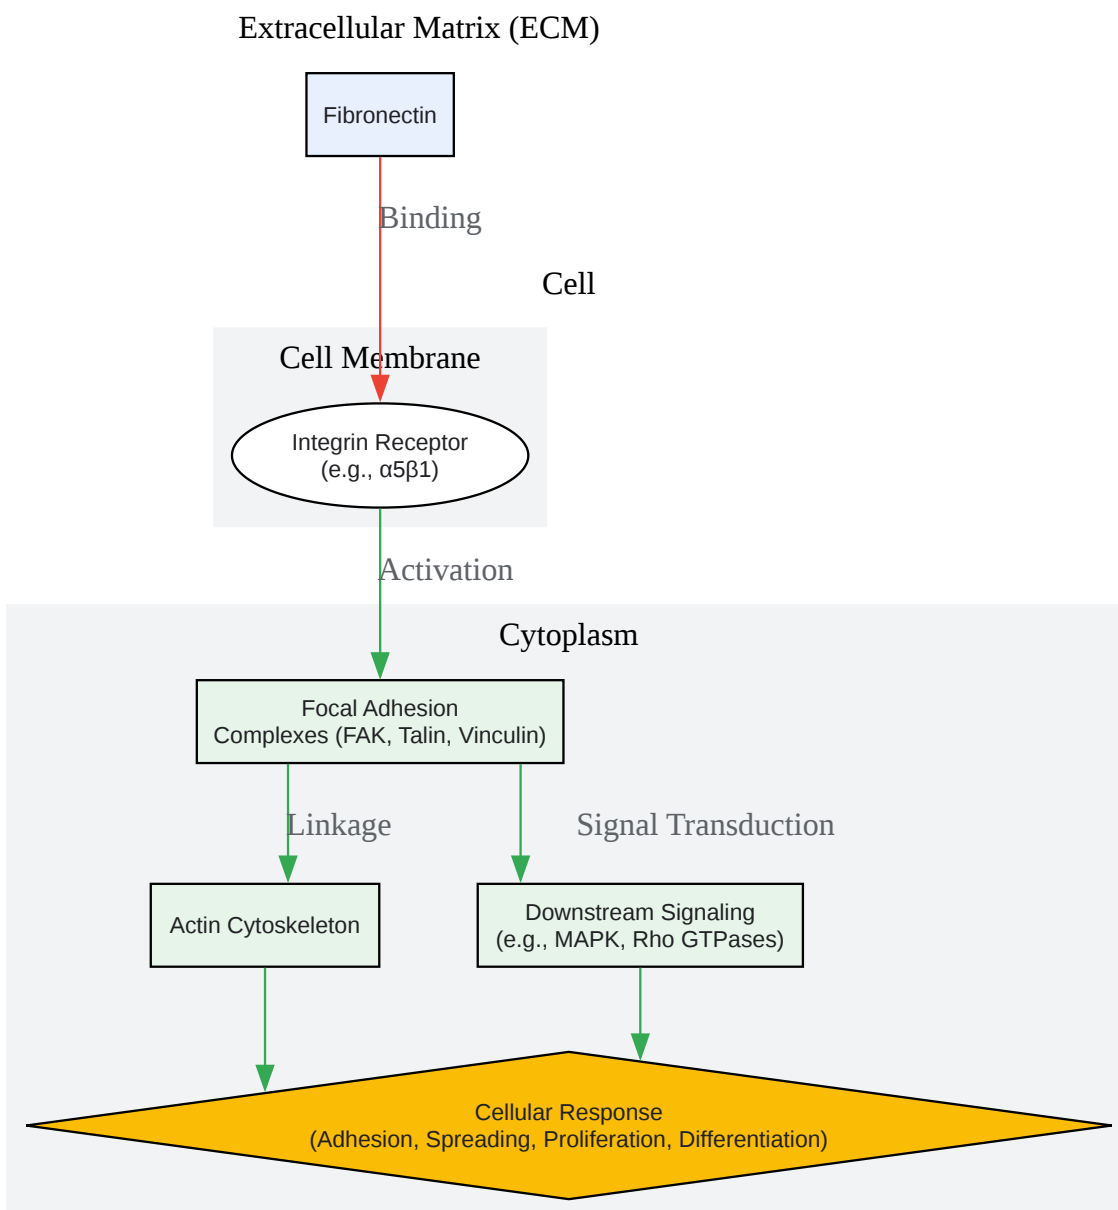 Extracellular Matrix (ECM)
Fibronectin
Binding
Cell
Cell Membrane
Integrin Receptor
(e.g., α5β1)
Activation
Cytoplasm
Focal Adhesion
Complexes (FAK, Talin, Vinculin)
Linkage
Signal Transduction
Actin Cytoskeleton
Downstream Signaling
(e.g., MAPK, Rho GTPases)
Cellular Response
(Adhesion, Spreading, Proliferation, Differentiation)